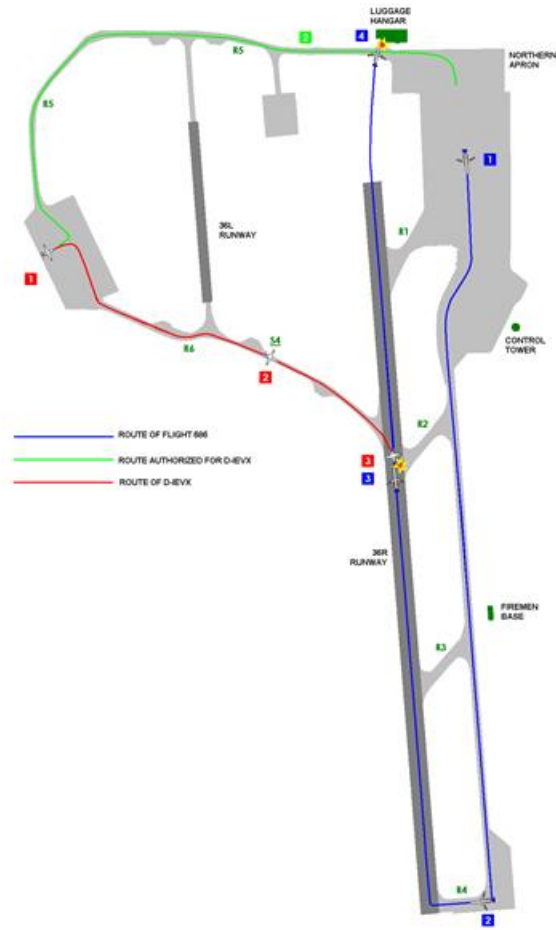 LUGGAGE
HANGAR
2
4
R5
R5
NORTHERN
APRON
1
36L
RUNWAY
R1
1
S4
R6
CONTROL
TOWER
2
R2
ROUTE OF FLIGHT 686
ROUTE AUTHORIZED FOR D-IEVX
ROUTE OF D-IEVX
3
3
36R
RUNWAY
FIREMEN
BASE
R3
R4
2